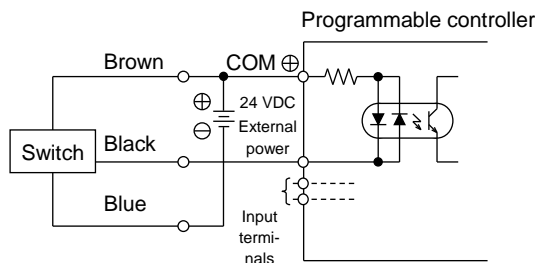 Programmable controller
Brown
COM ⊕
⊕
24 VDC
External
power
⊖
Switch
Black
Blue
Input
termi-
nals